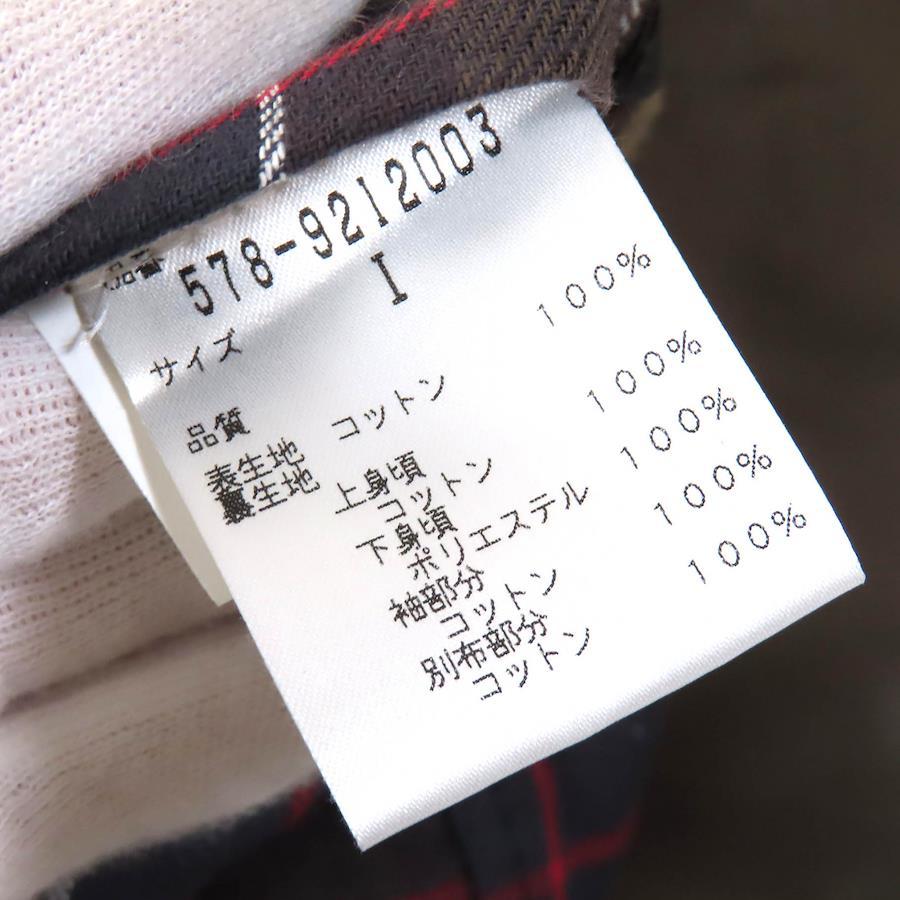 品番 578-9212003
サイズ I
品質
表生地 コットン 100%
裏生地 上身頃
コットン 100%
下身頃
ポリエステル 100%
袖部分
コットン 100%
別布部分
コットン 100%